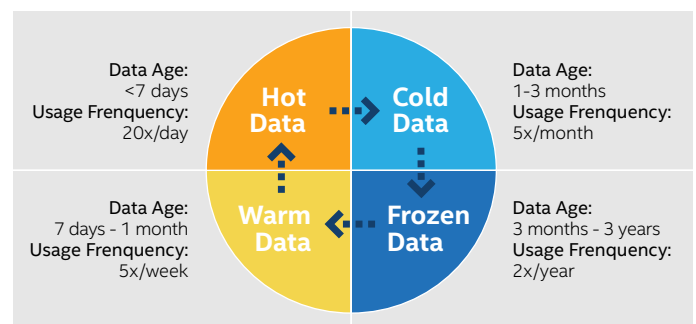 Data Age:
<7 days
Usage Frenquency:
20x/day
Hot
Data
Cold
Data
Data Age:
1-3 months
Usage Frenquency:
5x/month
Data Age:
7 days - 1 month
Usage Frenquency:
5x/week
Warm
Data
Frozen
Data
Data Age:
3 months - 3 years
Usage Frenquency:
2x/year